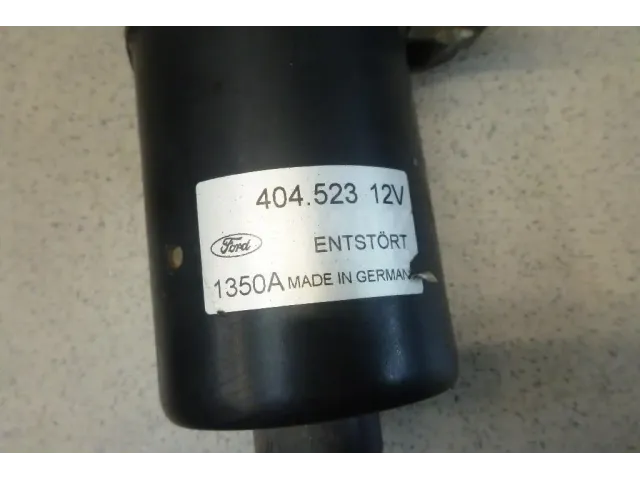 404.523 12V
Ford ENTSTÖRT
1350A MADE IN GERMAN